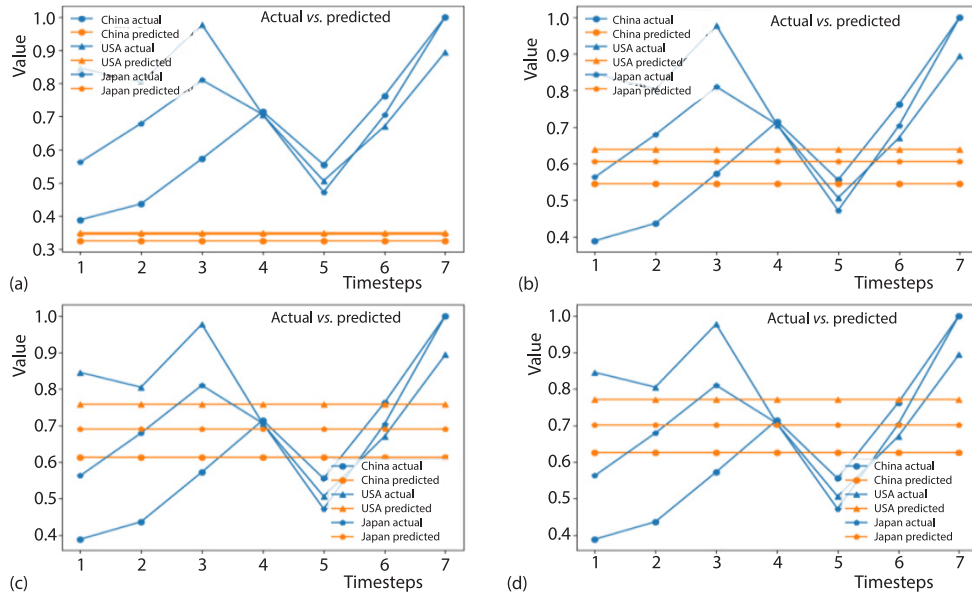 Value
Actual vs. predicted
China actual
China predicted
USA actual
USA predicted
Japan actual
Japan predicted
1.0
0.9
0.8
0.7
0.6
0.5
0.4
0.3
1 2 3 4 5 6 7
Timesteps
(a)
Value
Actual vs. predicted
China actual
China predicted
USA actual
USA predicted
Japan actual
Japan predicted
1.0
0.9
0.8
0.7
0.6
0.5
0.4
1 2 3 4 5 6 7
Timesteps
(b)
Value
Actual vs. predicted
1.0
0.9
0.8
0.7
0.6
0.5
0.4
China actual
China predicted
USA actual
USA predicted
Japan actual
Japan predicted
1 2 3 4 5 6 7
Timesteps
(c)
Value
Actual vs. predicted
1.0
0.9
0.8
0.7
0.6
0.5
0.4
China actual
China predicted
USA actual
USA predicted
Japan actual
Japan predicted
1 2 3 4 5 6 7
Timesteps
(d)